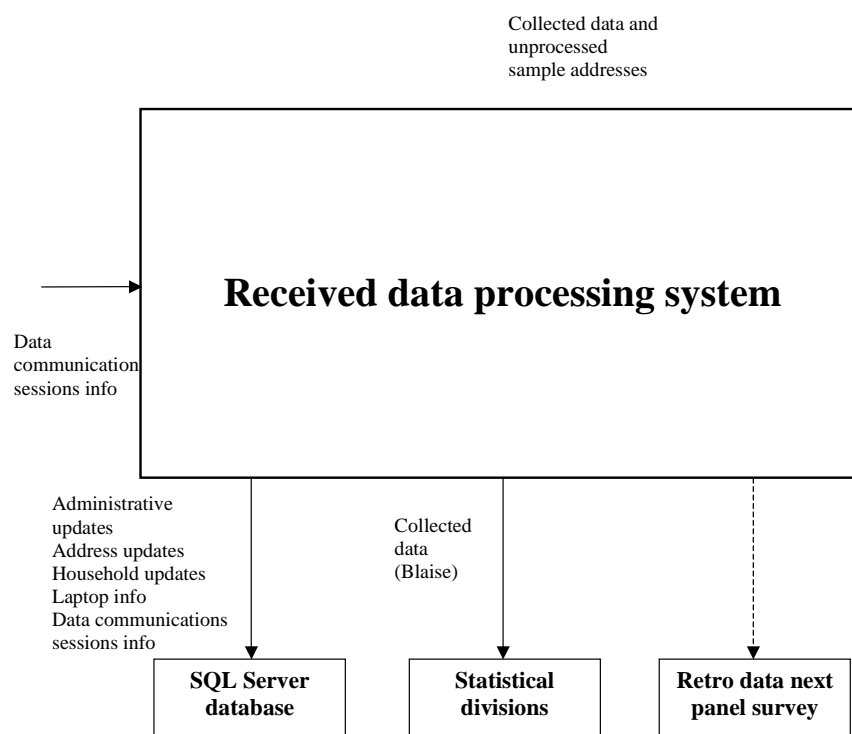 Collected data and
unprocessed
sample addresses
Received data processing system
Data
communication
sessions info
Administrative
updates
Address updates
Household updates
Laptop info
Data communications
sessions info
Collected
data
(Blaise)
SQL Server
database
Statistical
divisions
Retro data next
panel survey